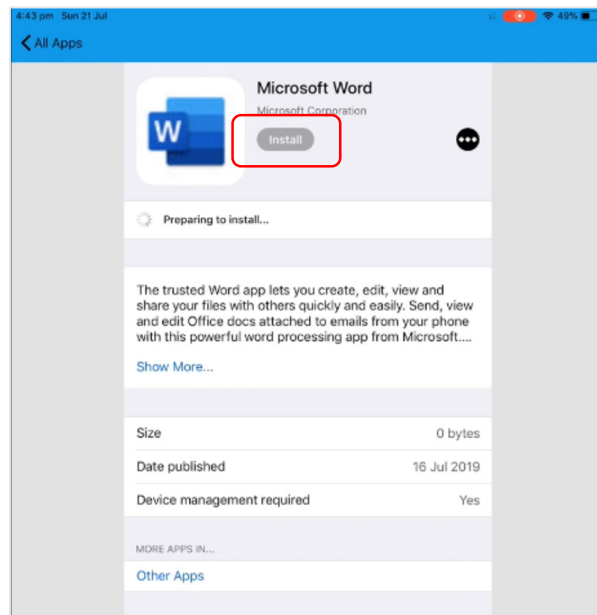 4:43 pm Sun 21 Jul 49%
All Apps
Microsoft Word
Microsoft Corporation
W
Install
Preparing to install...
The trusted Word app lets you create, edit, view and
share your files with others quickly and easily. Send, view
and edit Office docs attached to emails from your phone
with this powerful word processing app from Microsoft....
Show More...
Size 0 bytes
Date published 16 Jul 2019
Device management required Yes
MORE APPS IN...
Other Apps